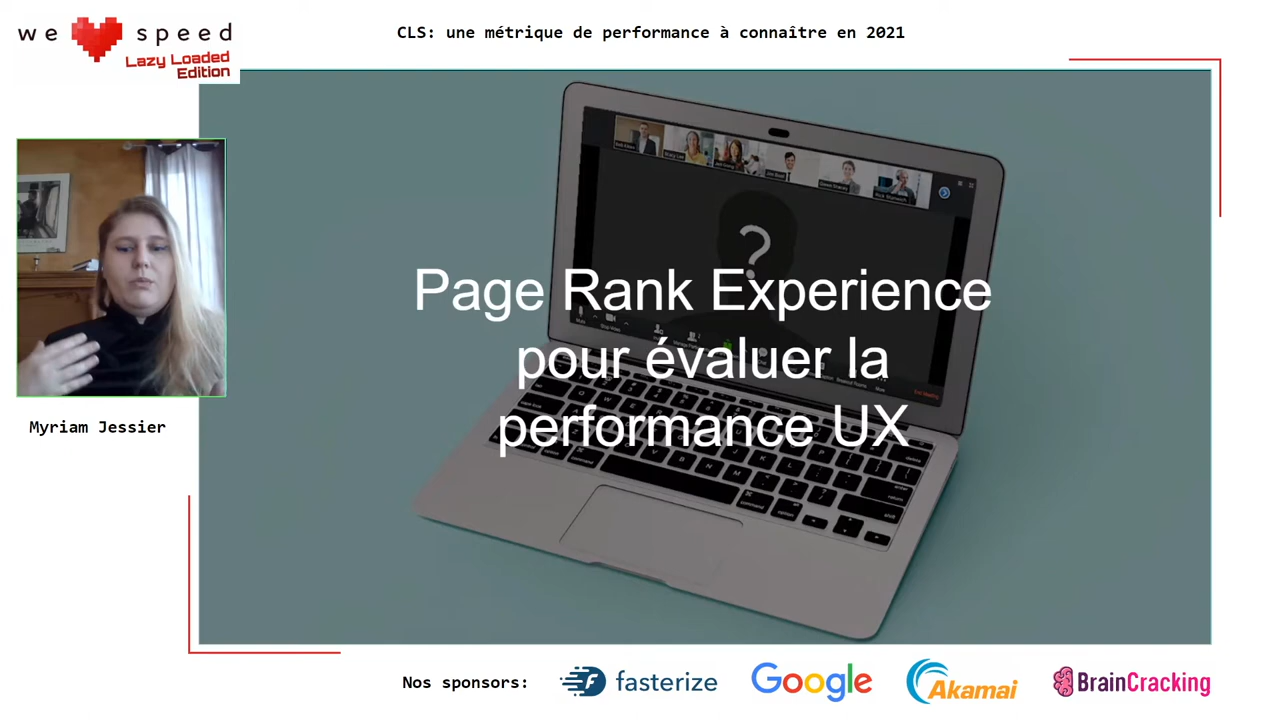 we speed
Lazy Loaded
Edition
CLS: une métrique de performance à connaître en 2021
Page Rank Experience
pour évaluer la
performance UX
Myriam Jessier
Nos sponsors:
fasterize
Google
Akamai
BrainCracking